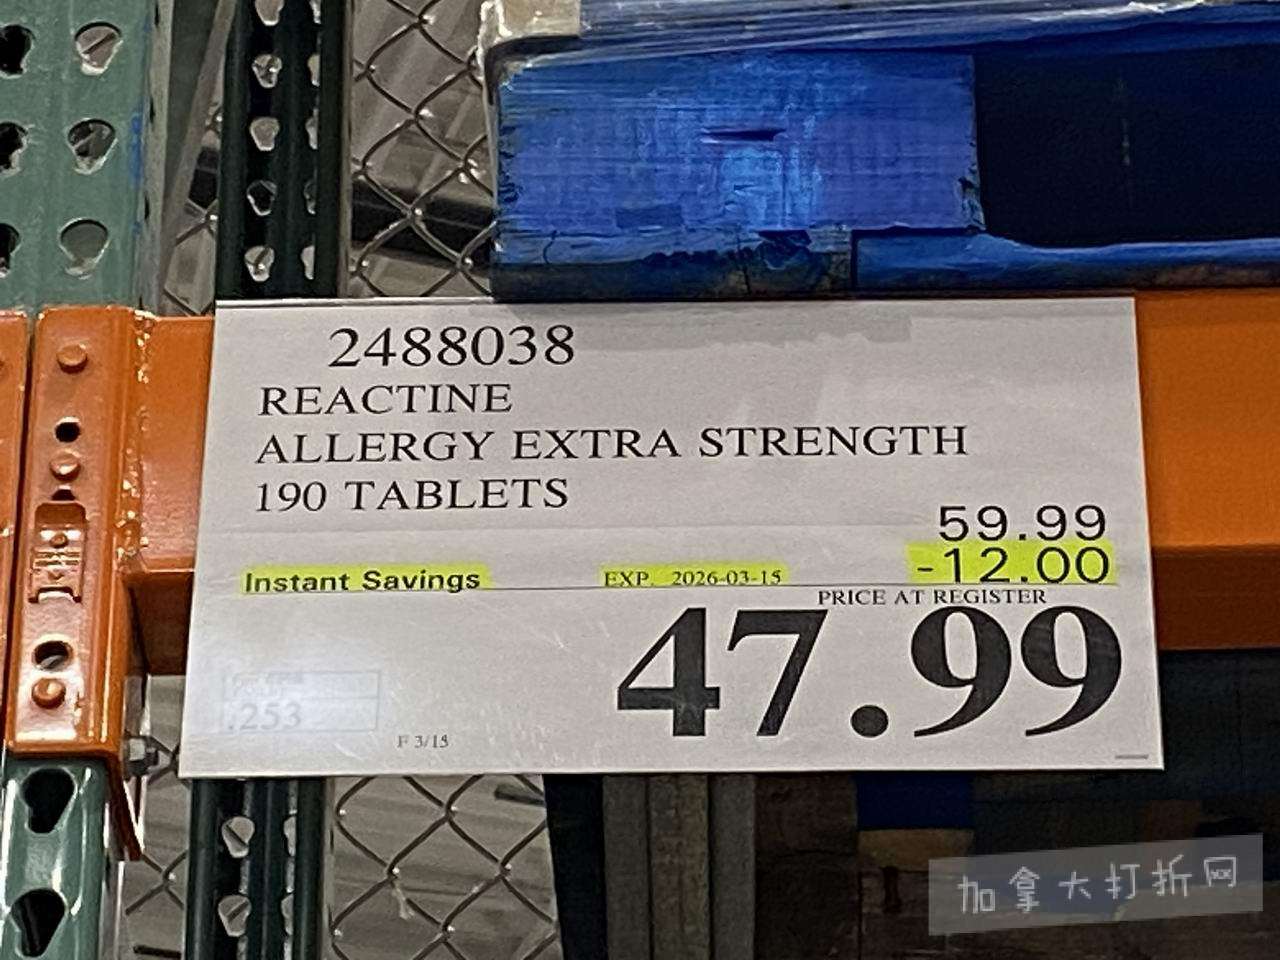 2488038
REACTINE
ALLERGY EXTRA STRENGTH
190 TABLETS
59.99
Instant Savings EXP. 2026-03-15 -12.00
PRICE AT REGISTER
47.99
.253
F 3/15
加拿大打折网